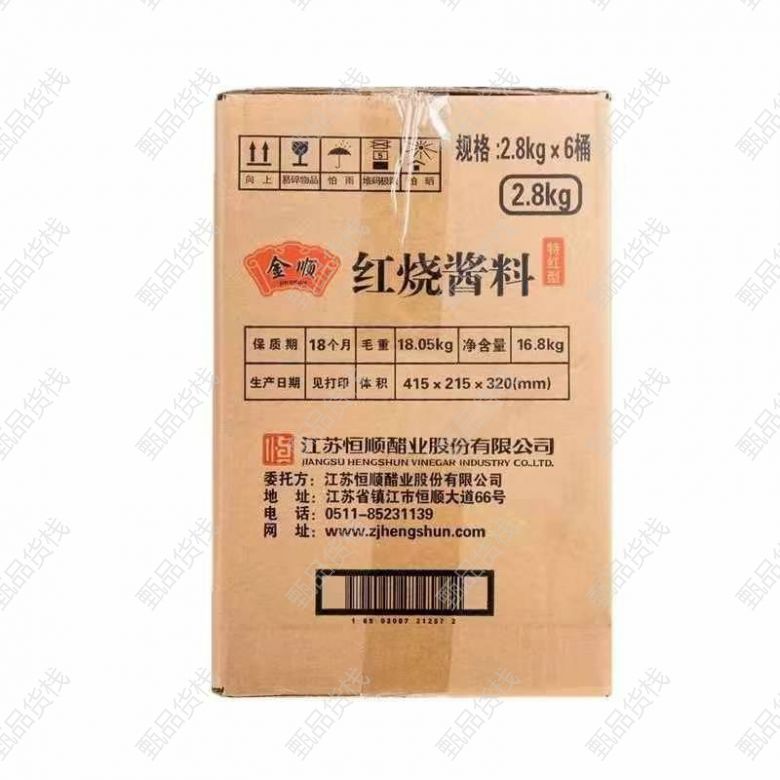 规格:2.8kg×6桶
向上 易碎物品 怕雨 堆码极限 怕晒
2.8kg
金顺 红烧酱料 特红型
保质期 18个月 毛重 18.05kg 净含量 16.8kg
生产日期 见打印 体积 415×215×320(mm)
江苏恒顺醋业股份有限公司
JIANGSU HENGSHUN VINEGAR INDUSTRY CO.,LTD.
委托方：江苏恒顺醋业股份有限公司
地 址：江苏省镇江市恒顺大道66号
电 话：0511-85231139
网 址：www.zjhengshun.com
甄品货栈